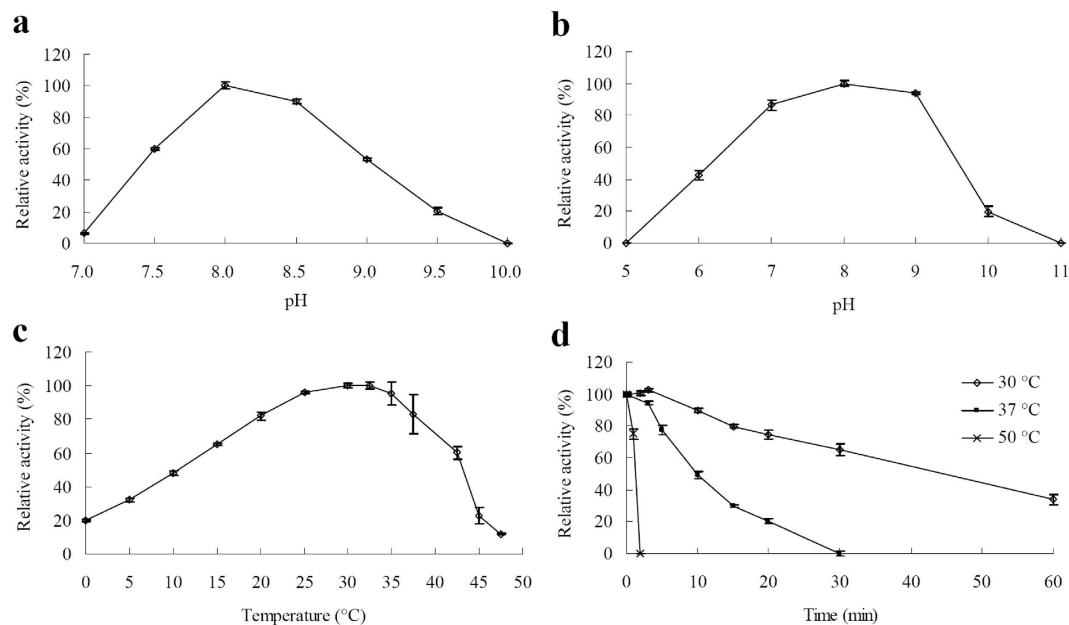 a
Relative activity (%)
120
100
80
60
40
20
0
7.0 7.5 8.0 8.5 9.0 9.5 10.0
pH
b
Relative activity (%)
120
100
80
60
40
20
0
5 6 7 8 9 10 11
pH
c
Relative activity (%)
120
100
80
60
40
20
0
0 5 10 15 20 25 30 35 40 45 50
Temperature (°C)
d
Relative activity (%)
120
100
80
60
40
20
0
0 10 20 30 40 50 60
Time (min)
30 °C
37 °C
50 °C